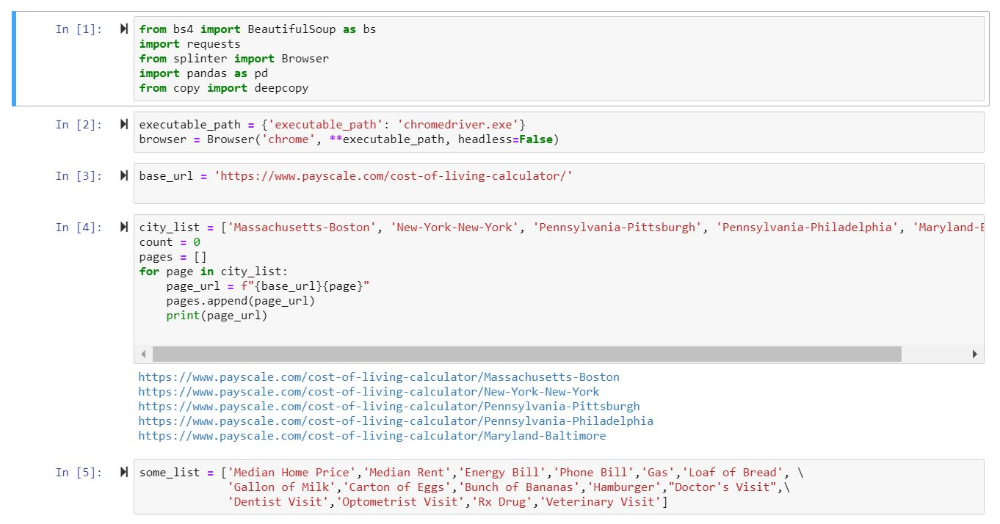 In [1]: from bs4 import BeautifulSoup as bs
import requests
from splinter import Browser
import pandas as pd
from copy import deepcopy
In [2]: executable_path = {'executable_path': 'chromedriver.exe'}
browser = Browser('chrome', **executable_path, headless=False)
In [3]: base_url = 'https://www.payscale.com/cost-of-living-calculator/'
In [4]: city_list = ['Massachusetts-Boston', 'New-York-New-York', 'Pennsylvania-Pittsburgh', 'Pennsylvania-Philadelphia', 'Maryland-
count = 0
pages = []
for page in city_list:
    page_url = f"{base_url}{page}"
    pages.append(page_url)
    print(page_url)
https://www.payscale.com/cost-of-living-calculator/Massachusetts-Boston
https://www.payscale.com/cost-of-living-calculator/New-York-New-York
https://www.payscale.com/cost-of-living-calculator/Pennsylvania-Pittsburgh
https://www.payscale.com/cost-of-living-calculator/Pennsylvania-Philadelphia
https://www.payscale.com/cost-of-living-calculator/Maryland-Baltimore
In [5]: some_list = ['Median Home Price','Median Rent','Energy Bill','Phone Bill','Gas','Loaf of Bread', \
'Gallon of Milk','Carton of Eggs','Bunch of Bananas','Hamburger',"Doctor's Visit",\
'Dentist Visit','Optometrist Visit','Rx Drug','Veterinary Visit']